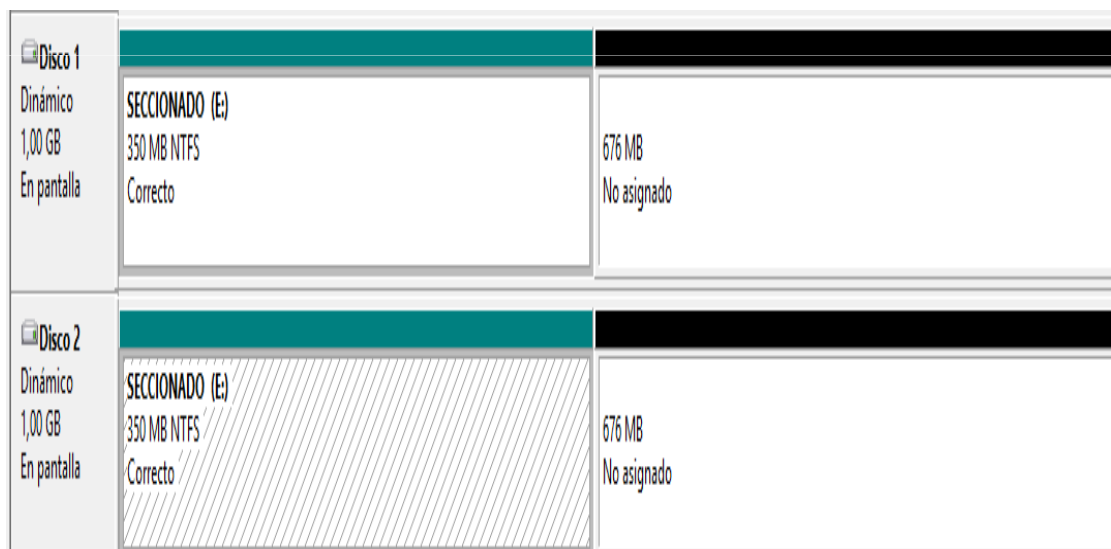 Disco 1
Dinámico
1,00 GB
En pantalla
SECCIONADO (E:)
350 MB NTFS
Correcto
676 MB
No asignado
Disco 2
Dinámico
1,00 GB
En pantalla
SECCIONADO (E:)
350 MB NTFS
Correcto
676 MB
No asignado